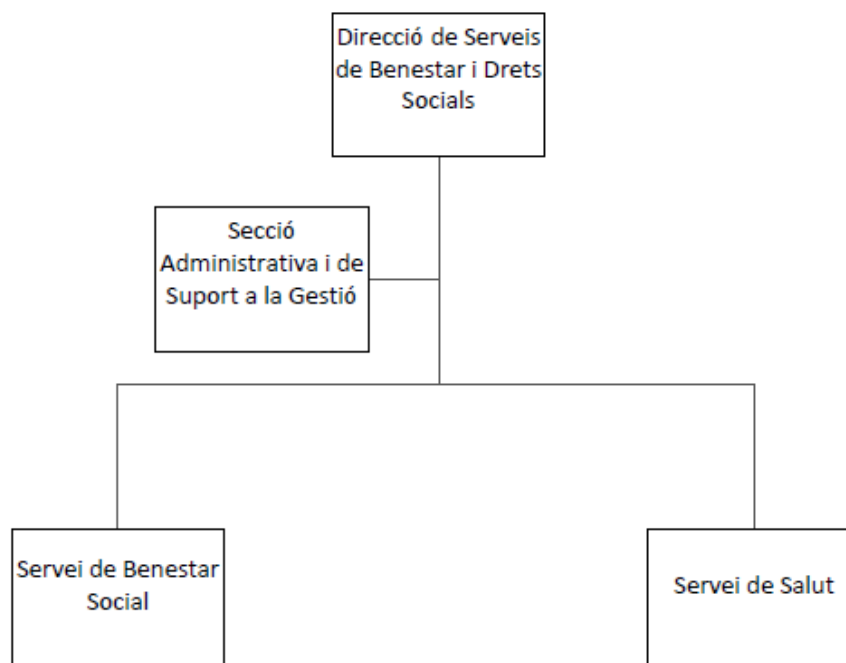 Direcció de Serveis
de Benestar i Drets
Socials
Secció
Administrativa i de
Suport a la Gestió
Servei de Benestar
Social
Servei de Salut